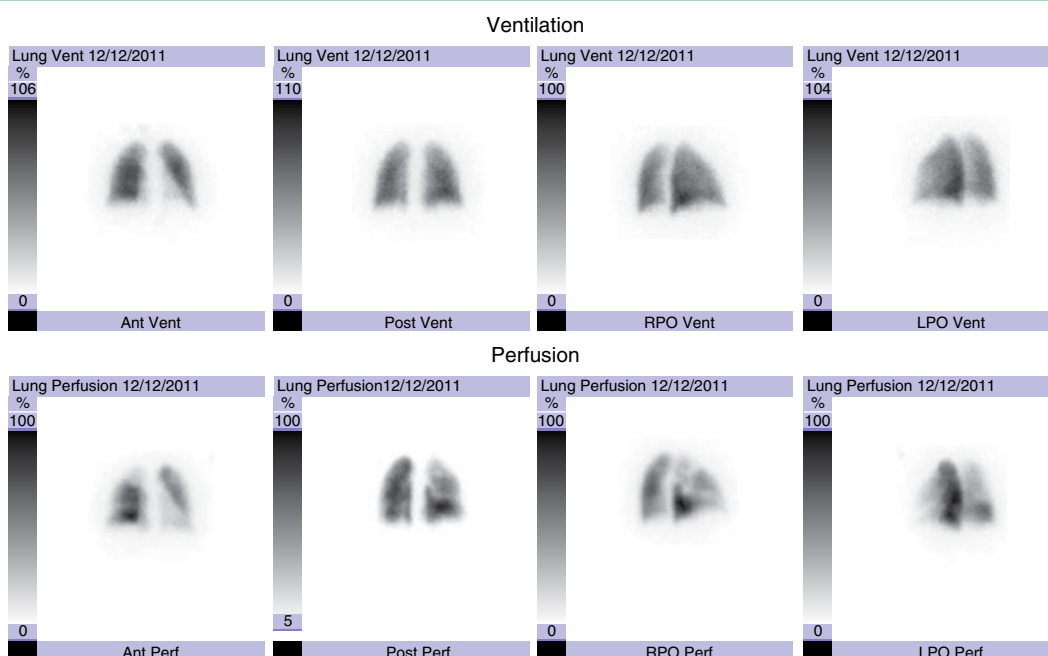 Ventilation
Lung Vent 12/12/2011
%
106
0
Ant Vent
Lung Vent 12/12/2011
%
110
0
Post Vent
Lung Vent 12/12/2011
%
100
0
RPO Vent
Lung Vent 12/12/2011
%
104
0
LPO Vent
Perfusion
Lung Perfusion 12/12/2011
%
100
0
Ant Perf
Lung Perfusion12/12/2011
%
100
5
Post Perf
Lung Perfusion 12/12/2011
%
100
0
RPO Perf
Lung Perfusion 12/12/2011
%
100
0
LPO Perf